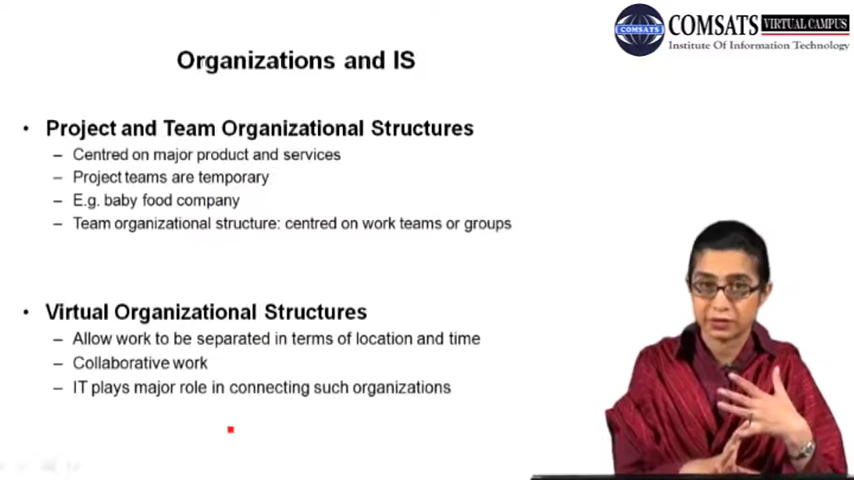 COMSATS VIRTUAL CAMPUS
Institute Of Information Technology
COMSATS
Organizations and IS
• Project and Team Organizational Structures
– Centred on major product and services
– Project teams are temporary
– E.g. baby food company
– Team organizational structure: centred on work teams or groups
• Virtual Organizational Structures
– Allow work to be separated in terms of location and time
– Collaborative work
– IT plays major role in connecting such organizations